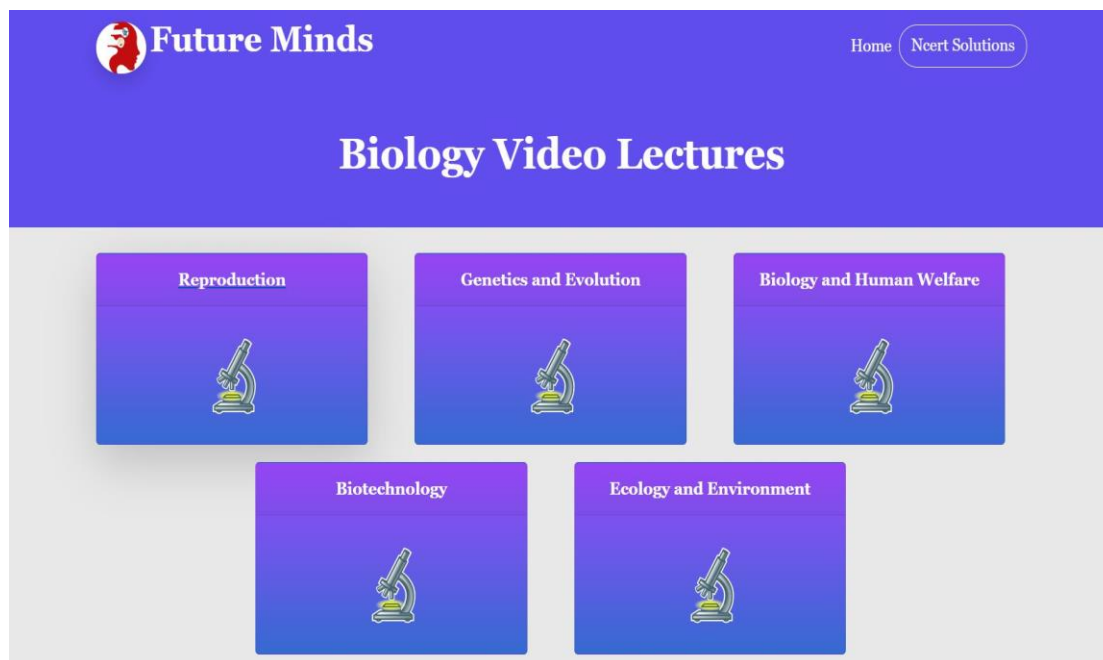 Future Minds
Home Ncert Solutions
Biology Video Lectures
Reproduction
Genetics and Evolution
Biology and Human Welfare
Biotechnology
Ecology and Environment